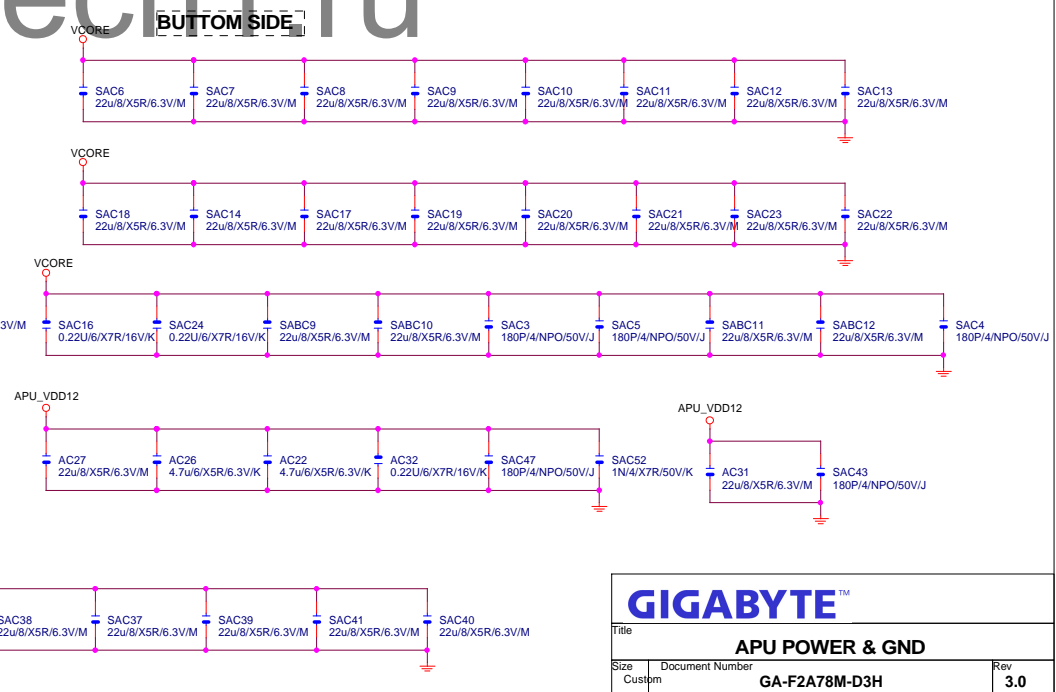 ecm.ru
BUTTOM SIDE
VCORE
SAC6 SAC7 SAC8 SAC9 SAC10 SAC11 SAC12 SAC13
22u/8/X5R/6.3V/M 22u/8/X5R/6.3V/M 22u/8/X5R/6.3V/M 22u/8/X5R/6.3V/M 22u/8/X5R/6.3V/M 22u/8/X5R/6.3V/M 22u/8/X5R/6.3V/M 22u/8/X5R/6.3V/M
VCORE
SAC18 SAC14 SAC17 SAC19 SAC20 SAC21 SAC23 SAC22
22u/8/X5R/6.3V/M 22u/8/X5R/6.3V/M 22u/8/X5R/6.3V/M 22u/8/X5R/6.3V/M 22u/8/X5R/6.3V/M 22u/8/X5R/6.3V/M 22u/8/X5R/6.3V/M 22u/8/X5R/6.3V/M
VCORE
SAC16 SAC24 SABC9 SABC10 SAC3 SAC5 SABC11 SABC12 SAC4
3V/M 0.22U/6/X7R/16V/K 0.22U/6/X7R/16V/K 22u/8/X5R/6.3V/M 22u/8/X5R/6.3V/M 180P/4/NPO/50V/J 180P/4/NPO/50V/J 22u/8/X5R/6.3V/M 22u/8/X5R/6.3V/M 180P/4/NPO/50V/J
APU_VDD12
AC27 AC26 AC22 AC32 SAC47 SAC52
22u/8/X5R/6.3V/M 4.7u/6/X5R/6.3V/K 4.7u/6/X5R/6.3V/K 0.22U/6/X7R/16V/K 180P/4/NPO/50V/J 1N/4/X7R/50V/K
APU_VDD12
AC31 SAC43
22u/8/X5R/6.3V/M 180P/4/NPO/50V/J
SAC38 SAC37 SAC39 SAC41 SAC40
22u/8/X5R/6.3V/M 22u/8/X5R/6.3V/M 22u/8/X5R/6.3V/M 22u/8/X5R/6.3V/M 22u/8/X5R/6.3V/M
GIGABYTE™
Title
APU POWER & GND
Size Document Number Rev
Custom GA-F2A78M-D3H 3.0